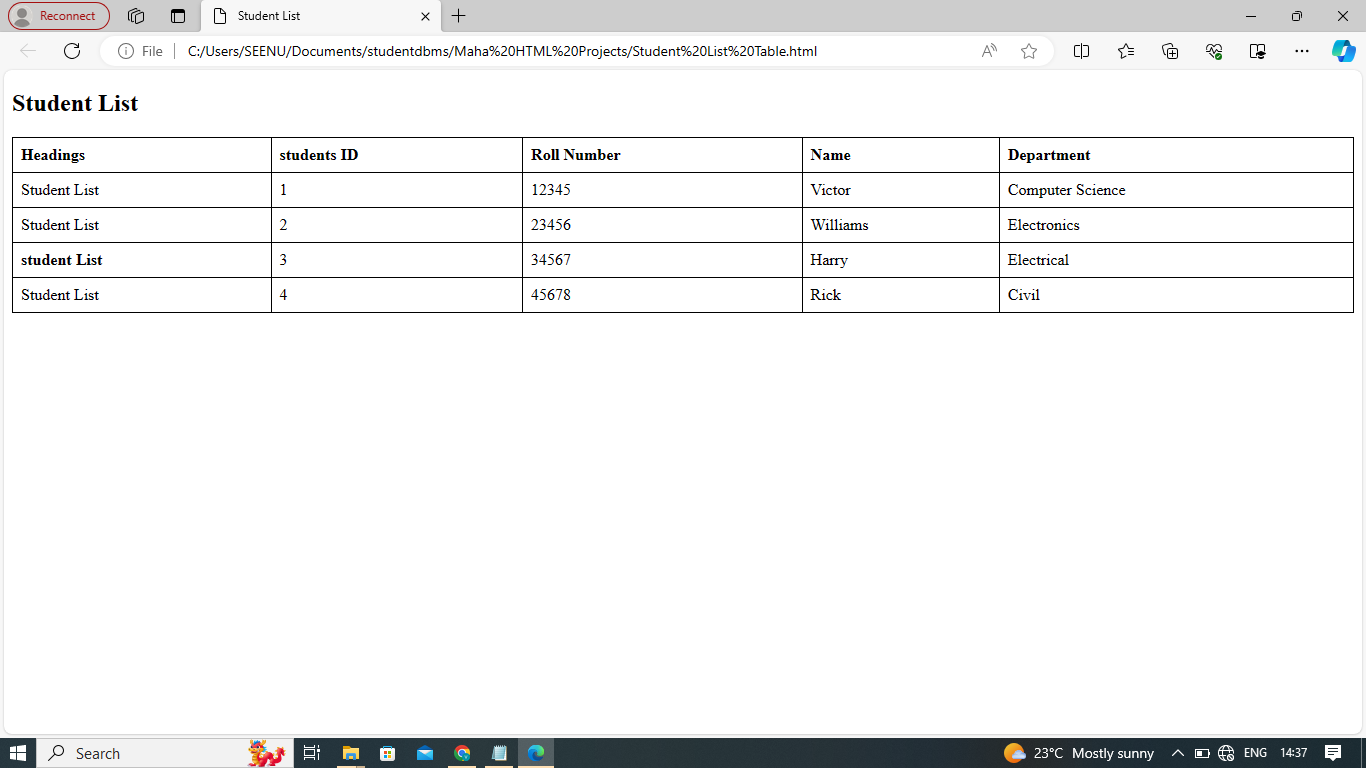 Reconnect Student List
File C:/Users/SEENU/Documents/studentdbms/Maha%20HTML%20Projects/Student%20List%20Table.html
Student List
Headings students ID Roll Number Name Department
Student List 1 12345 Victor Computer Science
Student List 2 23456 Williams Electronics
student List 3 34567 Harry Electrical
Student List 4 45678 Rick Civil
Search 23°C Mostly sunny ENG 14:37